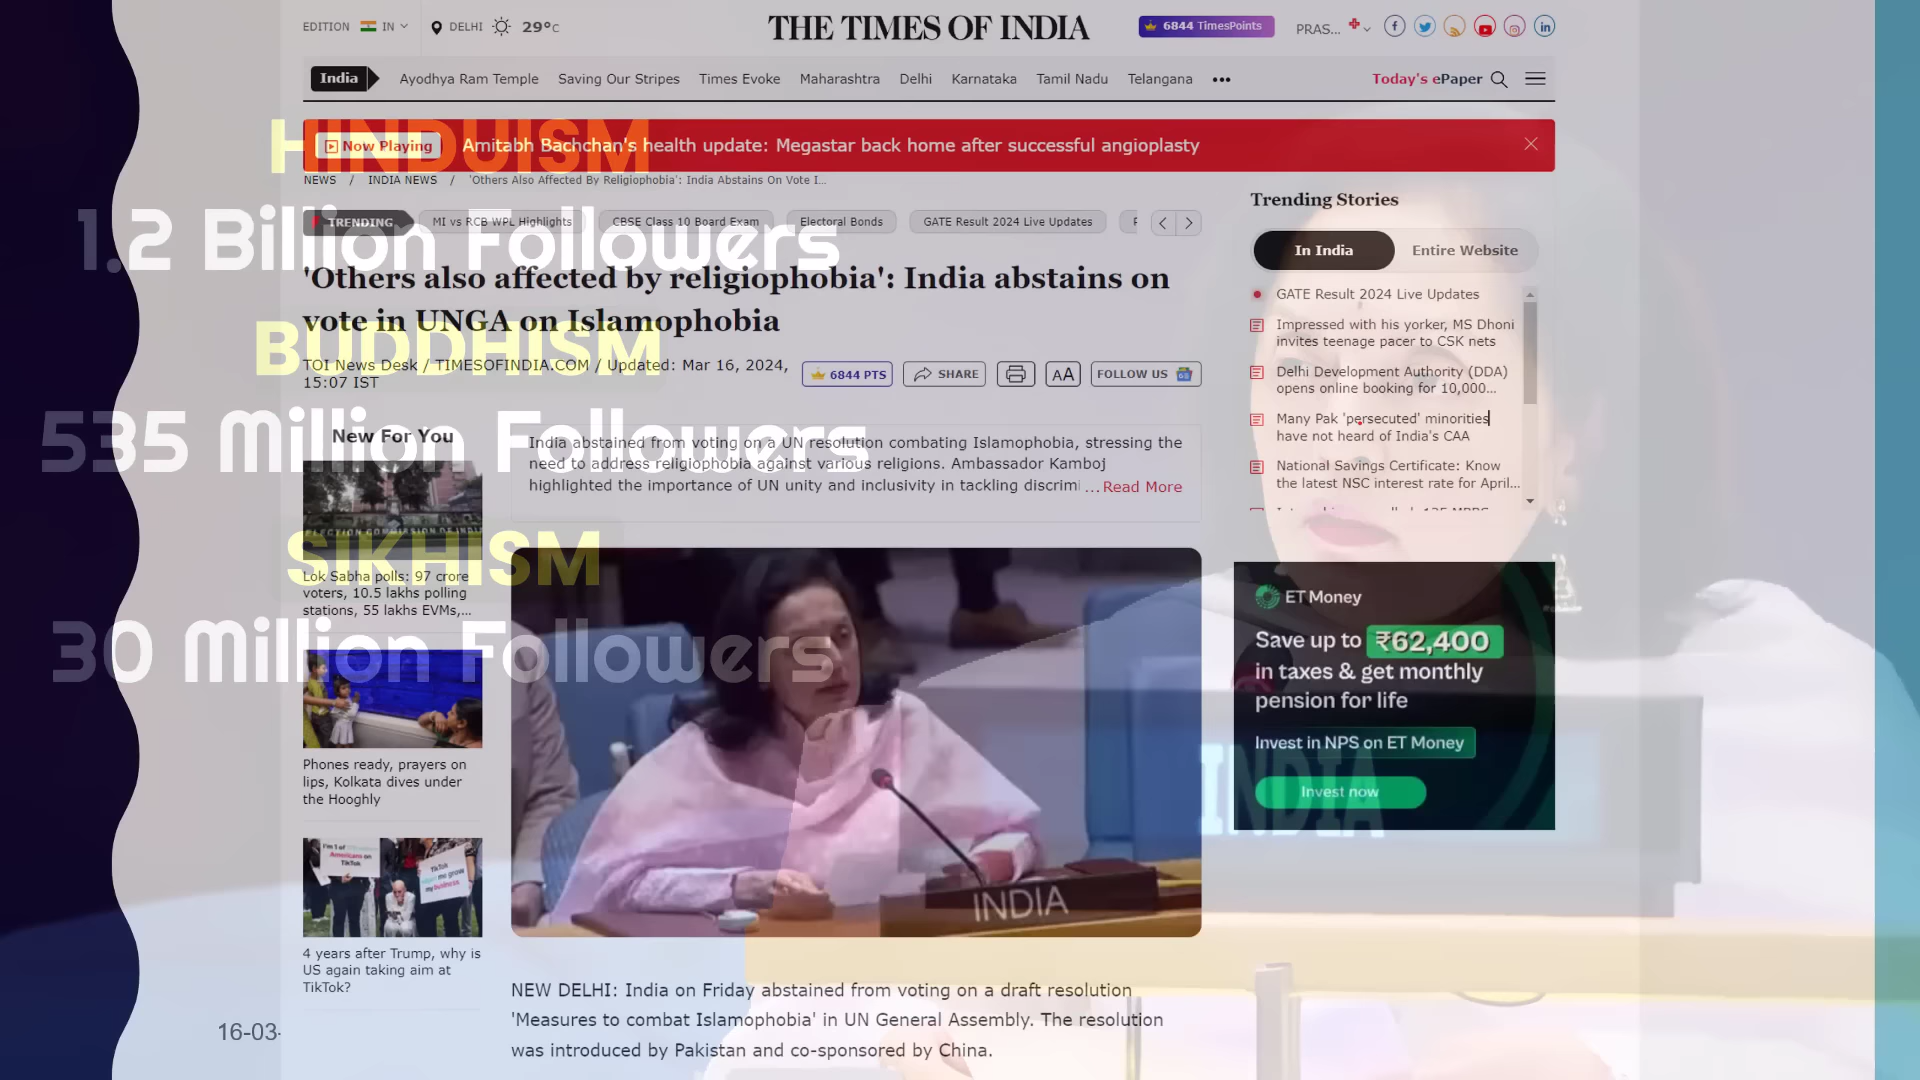 EDITION IN
DELHI 29°C
THE TIMES OF INDIA
6844 TimesPoints
PRAS...
India
Ayodhya Ram Temple
Saving Our Stripes
Times Evoke
Maharashtra
Delhi
Karnataka
Tamil Nadu
Telangana
Today's ePaper
HINDUISM
Now Playing
Amitabh Bachchan's health update: Megastar back home after successful angioplasty
NEWS / INDIA NEWS / 'Others Also Affected By Religiophobia': India Abstains On Vote I...
TRENDING
MI vs RCB WPL Highlights
CBSE Class 10 Board Exam
Electoral Bonds
GATE Result 2024 Live Updates
1.2 Billion Followers
'Others also affected by religiophobia': India abstains on
vote in UNGA on Islamophobia
BUDDHISM
TOI News Desk / TIMESOFINDIA.COM / Updated: Mar 16, 2024,
15:07 IST
6844 PTS
SHARE
AA
FOLLOW US
535 Million Followers
New For You
India abstained from voting on a UN resolution combating Islamophobia, stressing the
need to address religiophobia against various religions. Ambassador Kamboj
highlighted the importance of UN unity and inclusivity in tackling discrimi ...Read More
ELECTION COMMISSION OF INDIA
SIKHISM
Lok Sabha polls: 97 crore
voters, 10.5 lakhs polling
stations, 55 lakhs EVMs,...
30 Million Followers
Phones ready, prayers on
lips, Kolkata dives under
the Hooghly
4 years after Trump, why is
US again taking aim at
TikTok?
16-03-
INDIA
NEW DELHI: India on Friday abstained from voting on a draft resolution
'Measures to combat Islamophobia' in UN General Assembly. The resolution
was introduced by Pakistan and co-sponsored by China.
Trending Stories
In India
Entire Website
GATE Result 2024 Live Updates
Impressed with his yorker, MS Dhoni
invites teenage pacer to CSK nets
Delhi Development Authority (DDA)
opens online booking for 10,000...
Many Pak 'persecuted' minorities
have not heard of India's CAA
National Savings Certificate: Know
the latest NSC interest rate for April...
ET Money
Save up to ₹62,400
in taxes & get monthly
pension for life
Invest in NPS on ET Money
Invest now
INDIA